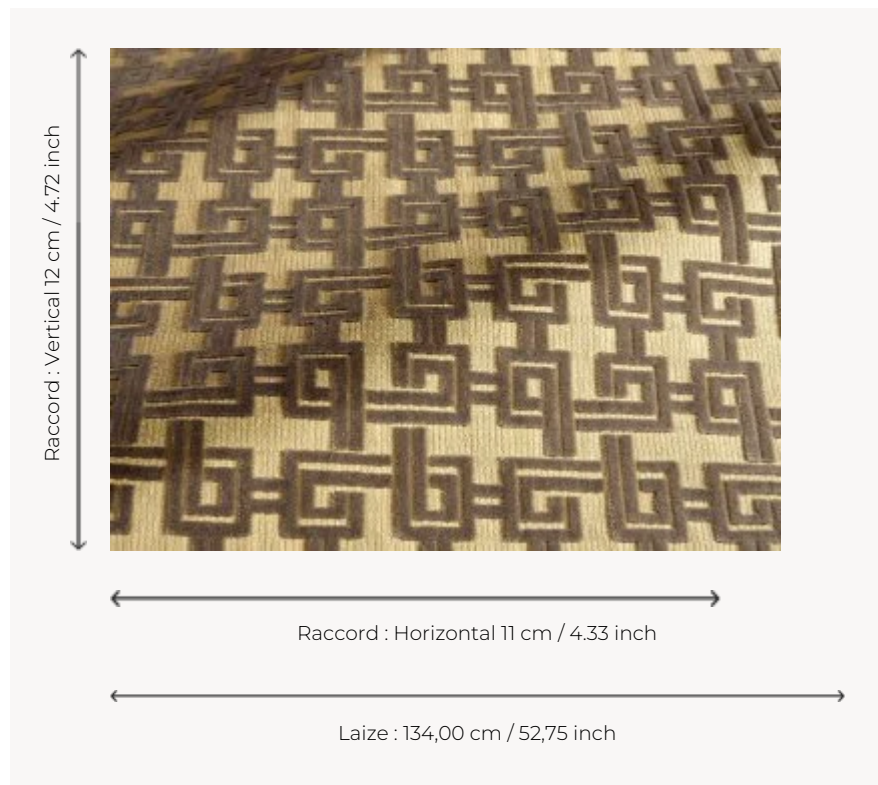 Raccord : Vertical 12 cm / 4.72 inch
Raccord : Horizontal 11 cm / 4.33 inch
Laize : 134,00 cm / 52,75 inch